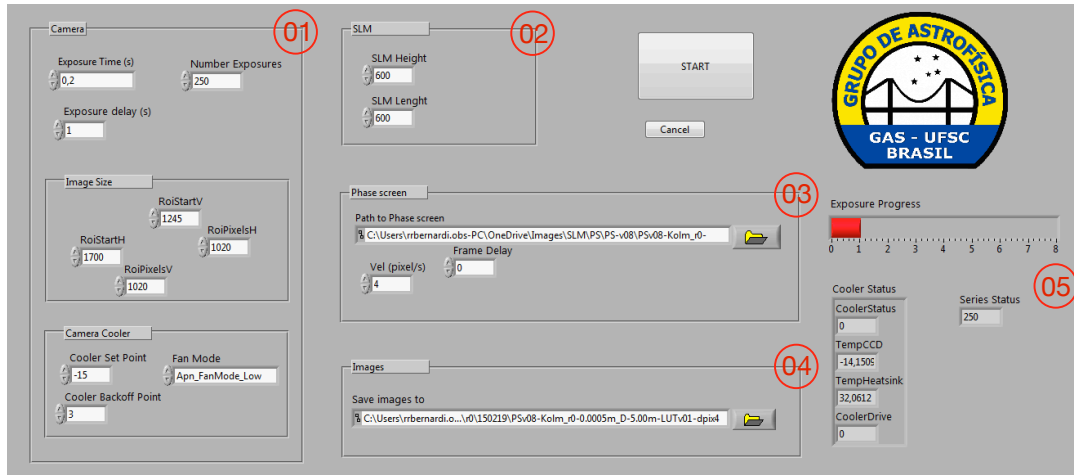 Camera
01
Exposure Time (s)
0,2
Number Exposures
250
Exposure delay (s)
1
Image Size
RoiStartV
1245
RoiStartH
1700
RoiPixelsH
1020
RoiPixelsV
1020
Camera Cooler
Cooler Set Point
-15
Fan Mode
Apn_FanMode_Low
Cooler Backoff Point
3
SLM
02
SLM Height
600
SLM Lenght
600
START
Cancel
GRUPO DE ASTROFÍSICA
GAS - UFSC
BRASIL
Phase screen
03
Path to Phase screen
C:\Users\rbernardi.obs-PC\OneDrive\Images\SLM\PS\PS-v08\PSv08-Kolm_r0-
Vel (pixel/s)
4
Frame Delay
0
Images
04
Save images to
C:\Users\rbernardi.o...\r0\150219\PSv08-Kolm_r0-0.0005m_D-5.00m-LUTv01-dpix4
Exposure Progress
0 1 2 3 4 5 6 7 8
05
Cooler Status
CoolerStatus
0
TempCCD
-14,1509
TempHeatsink
32,0612
CoolerDrive
0
Series Status
250